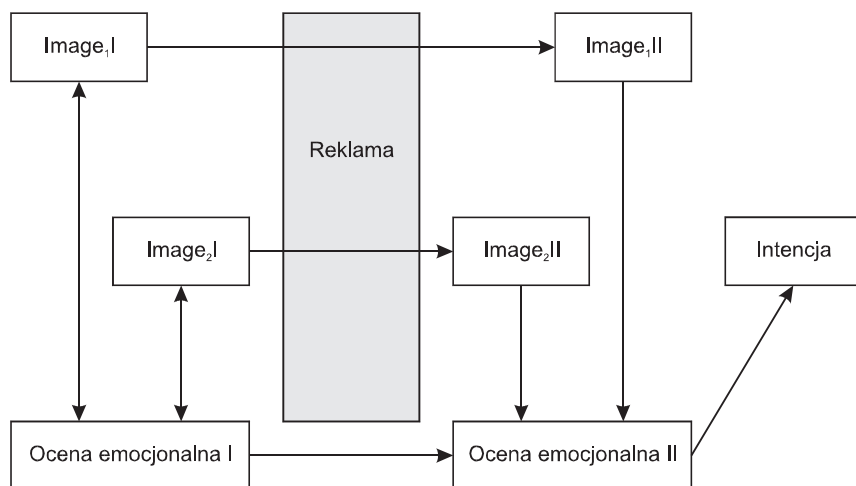 Image₁I
Image₁II
Reklama
Image₂I
Image₂II
Intencja
Ocena emocjonalna I
Ocena emocjonalna II